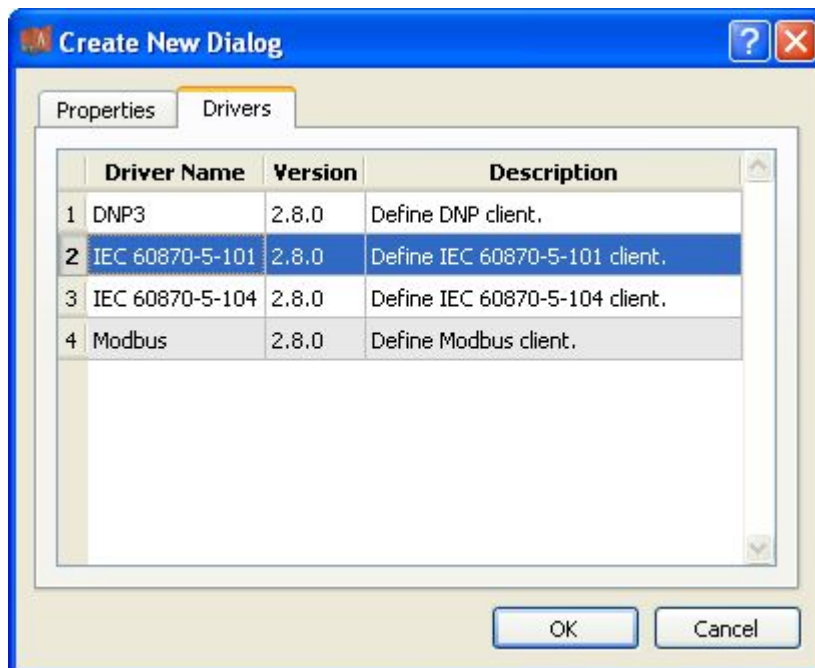 Create New Dialog
Properties Drivers
Driver Name Version Description
1 DNP3 2.8.0 Define DNP client.
2 IEC 60870-5-101 2.8.0 Define IEC 60870-5-101 client.
3 IEC 60870-5-104 2.8.0 Define IEC 60870-5-104 client.
4 Modbus 2.8.0 Define Modbus client.
OK Cancel